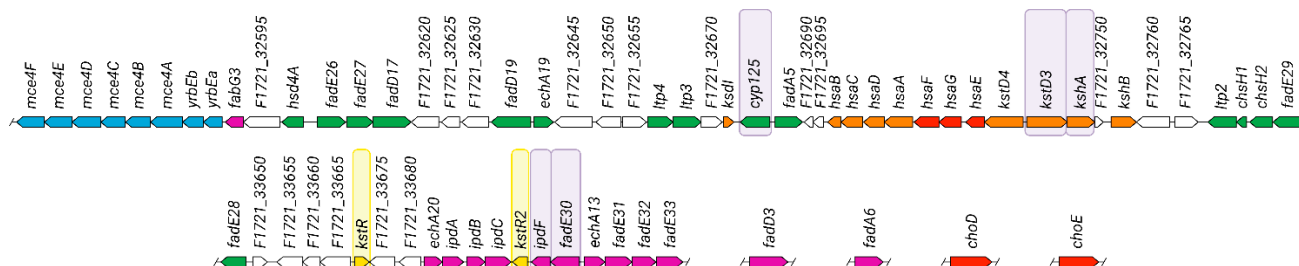 mce4F
mce4E
mce4D
mce4C
mce4B
mce4A
yrbEb
yrbEa
fabG3
F1721_32595
hsd4A
fadE26
fadE27
fadD17
F1721_32620
F1721_32625
F1721_32630
fadD19
echA19
F1721_32645
F1721_32650
F1721_32655
ltp4
ltp3
F1721_32670
ksdI
cyp125
fadA5
F1721_32690
F1721_32695
hsaB
hsaC
hsaD
hsaA
hsaF
hsaG
hsaE
kstD4
kstD3
kshA
F1721_32750
kshB
F1721_32760
F1721_32765
ltp2
chsH1
chsH2
fadE29
fadE28
F1721_33650
F1721_33655
F1721_33660
F1721_33665
kstR
F1721_33675
F1721_33680
echA20
ipdA
ipdB
ipdC
kstR2
ipdF
fadE30
echA13
fadE31
fadE32
fadE33
fadD3
fadA6
choD
choE